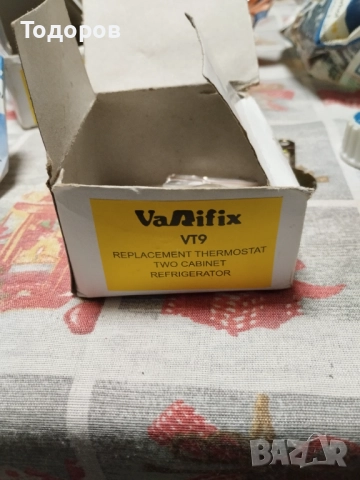 Тодоров
VaRifix
VT9
REPLACEMENT THERMOSTAT
TWO CABINET
REFRIGERATOR
BAZAR